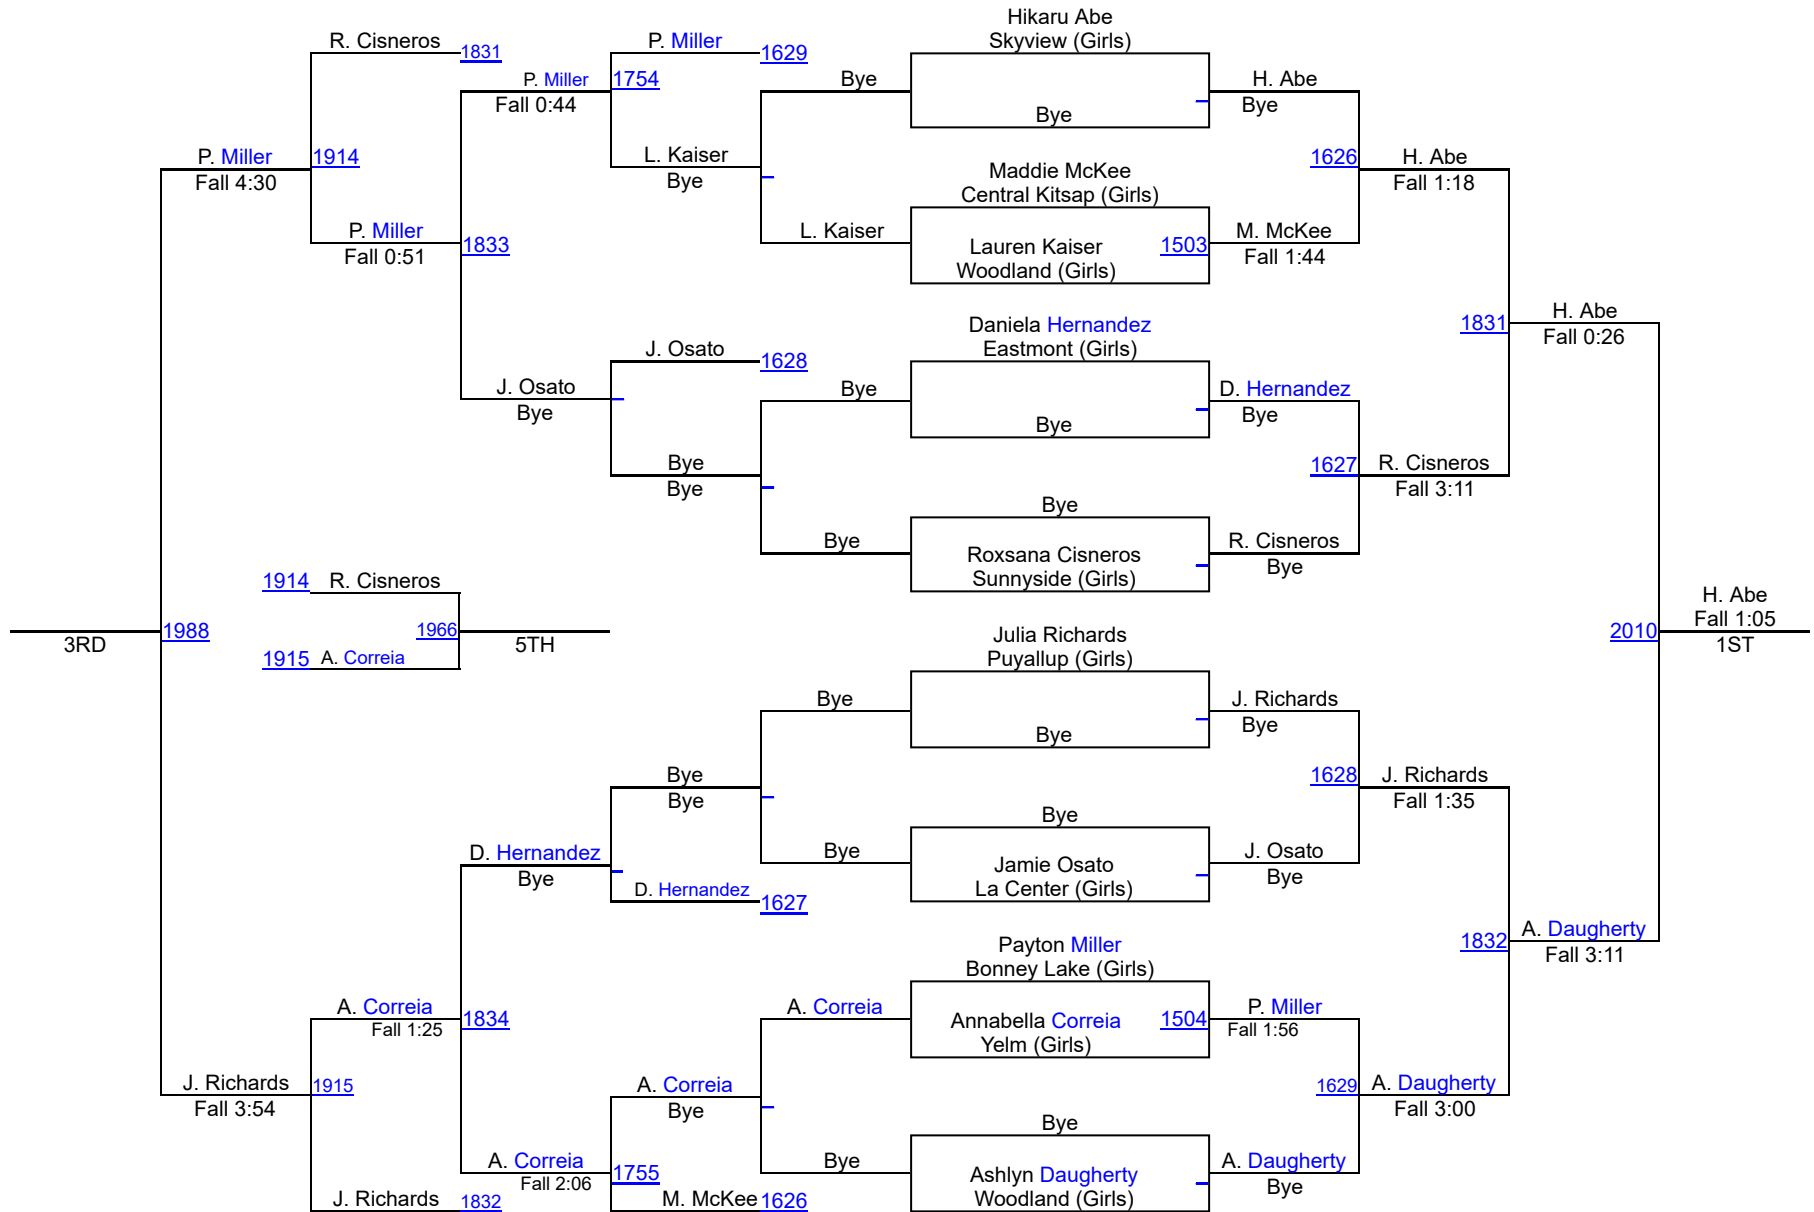 Hikaru Abe
R. Cisneros 1831 P. Miller 1629 Skyview (Girls)
P. Miller 1754 Bye H. Abe
Fall 0:44 Bye Bye
P. Miller 1914 L. Kaiser 1626 H. Abe
Fall 4:30 Bye Maddie McKee Fall 1:18
Central Kitsap (Girls)
P. Miller 1833 L. Kaiser Lauren Kaiser 1503 M. McKee
Fall 0:51 Woodland (Girls) Fall 1:44
Daniela Hernandez 1831 H. Abe
J. Osato 1628 Eastmont (Girls) Fall 0:26
J. Osato Bye D. Hernandez
Bye Bye Bye
Bye 1627 R. Cisneros
Bye Fall 3:11
Bye
Bye Roxsana Cisneros R. Cisneros
1914 R. Cisneros Sunnyside (Girls) Bye
H. Abe
Fall 1:05
3RD 1988 1966 5TH Julia Richards 2010 1ST
1915 A. Correia Puyallup (Girls)
Bye J. Richards
Bye Bye
Bye 1628 J. Richards
Bye Fall 1:35
Bye
D. Hernandez Bye Jamie Osato J. Osato
Bye La Center (Girls) Bye
D. Hernandez 1627
Payton Miller 1832 A. Daugherty
Bonney Lake (Girls) Fall 3:11
A. Correia 1834 A. Correia Annabella Correia 1504 P. Miller
Fall 1:25 Yelm (Girls) Fall 1:56
J. Richards 1915 A. Correia 1629 A. Daugherty
Fall 3:54 Bye Fall 3:00
Bye
A. Correia 1755 Bye Ashlyn Daugherty A. Daugherty
Fall 2:06 Woodland (Girls) Bye
J. Richards 1832 M. McKee 1626